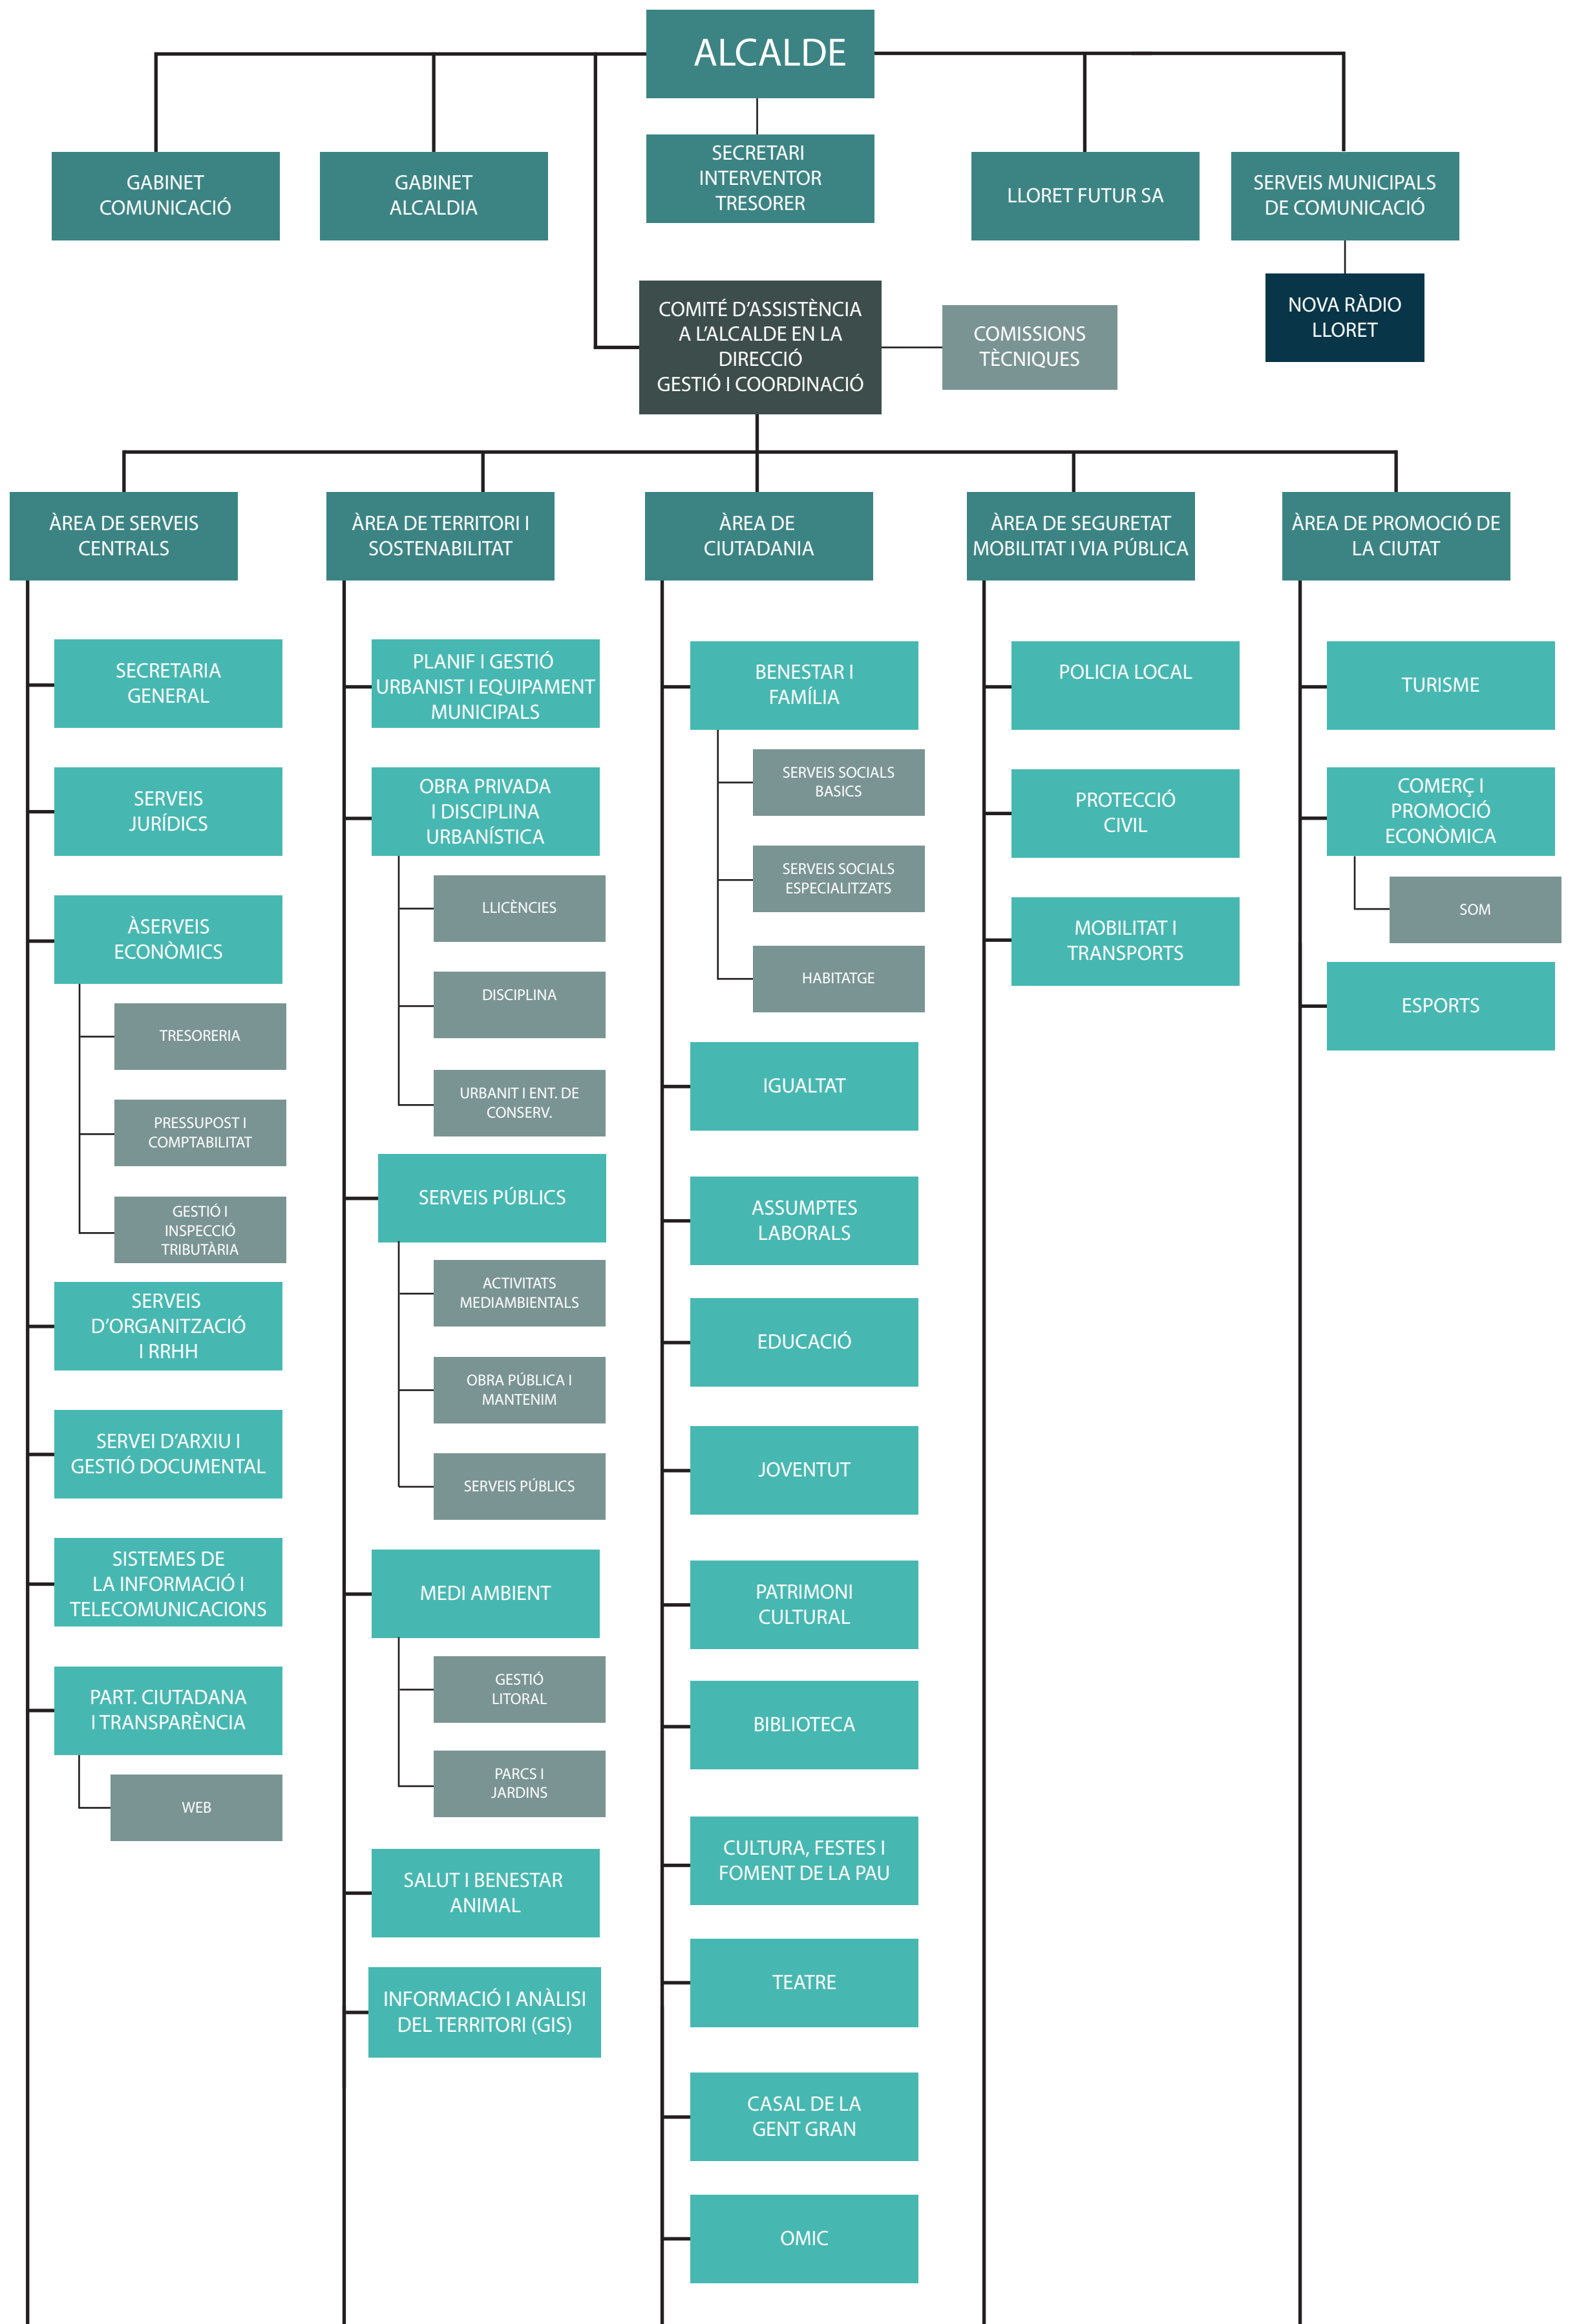 ALCALDE
GABINET
COMUNICACIÓ
GABINET
ALCALDIA
SECRETARI
INTERVENTOR
TRESORER
LLORET FUTUR SA
SERVEIS MUNICIPALS
DE COMUNICACIÓ
NOVA RÀDIO
LLORET
COMITÉ D’ASSISTÈNCIA
A L’ALCALDE EN LA
DIRECCIÓ
GESTIÓ I COORDINACIÓ
COMISSIONS
TÈCNIQUES
ÀREA DE SERVEIS
CENTRALS
SECRETARIA
GENERAL
SERVEIS
JURÍDICS
ÀSERVEIS
ECONÒMICS
TRESORERIA
PRESSUPOST I
COMPTABILITAT
GESTIÓ I
INSPECCIÓ
TRIBUTÀRIA
SERVEIS
D’ORGANITZACIÓ
I RRHH
SERVEI D’ARXIU I
GESTIÓ DOCUMENTAL
SISTEMES DE
LA INFORMACIÓ I
TELECOMUNICACIONS
PART. CIUTADANA
I TRANSPARÈNCIA
WEB
ÀREA DE TERRITORI I
SOSTENABILITAT
PLANIF I GESTIÓ
URBANIST I EQUIPAMENT
MUNICIPALS
OBRA PRIVADA
I DISCIPLINA
URBANÍSTICA
LLICÈNCIES
DISCIPLINA
URBANIT I ENT. DE
CONSERV.
SERVEIS PÚBLICS
ACTIVITATS
MEDIAMBIENTALS
OBRA PÚBLICA I
MANTENIM
SERVEIS PÚBLICS
MEDI AMBIENT
GESTIÓ
LITORAL
PARCS I
JARDINS
SALUT I BENESTAR
ANIMAL
INFORMACIÓ I ANÀLISI
DEL TERRITORI (GIS)
ÀREA DE
CIUTADANIA
BENESTAR I
FAMÍLIA
SERVEIS SOCIALS
BASICS
SERVEIS SOCIALS
ESPECIALITZATS
HABITATGE
IGUALTAT
ASSUMPTES
LABORALS
EDUCACIÓ
JOVENTUT
PATRIMONI
CULTURAL
BIBLIOTECA
CULTURA, FESTES I
FOMENT DE LA PAU
TEATRE
CASAL DE LA
GENT GRAN
OMIC
ÀREA DE SEGURETAT
MOBILITAT I VIA PÚBLICA
POLICIA LOCAL
PROTECCIÓ
CIVIL
MOBILITAT I
TRANSPORTS
ÀREA DE PROMOCIÓ DE
LA CIUTAT
TURISME
COMERÇ I
PROMOCIÓ
ECONÒMICA
SOM
ESPORTS